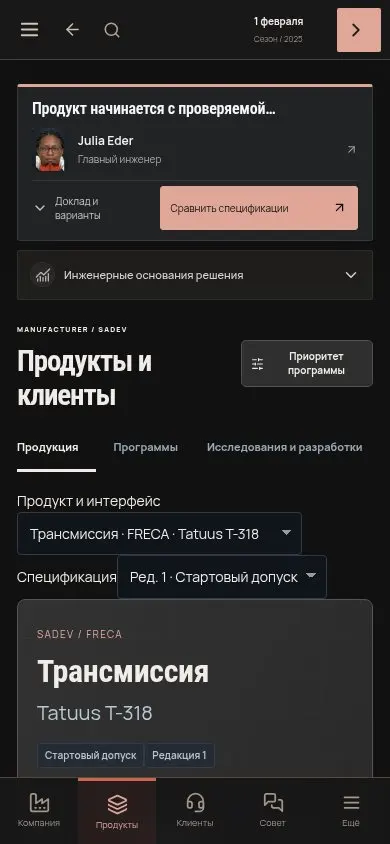 1 февраля
Сезон / 2025
Продукт начинается с проверяемой…
Julia Eder
Главный инженер
Доклад и
варианты
Сравнить спецификации
Инженерные основания решения
MANUFACTURER / SADEV
Продукты и
клиенты
Приоритет
программы
Продукция
Программы
Исследования и разработки
Продукт и интерфейс
Трансмиссия · FRECA · Tatuus T-318
Спецификация
Ред. 1 · Стартовый допуск
SADEV / FRECA
Трансмиссия
Tatuus T-318
Стартовый допуск
Редакция 1
Компания
Продукты
Клиенты
Совет
Ещё